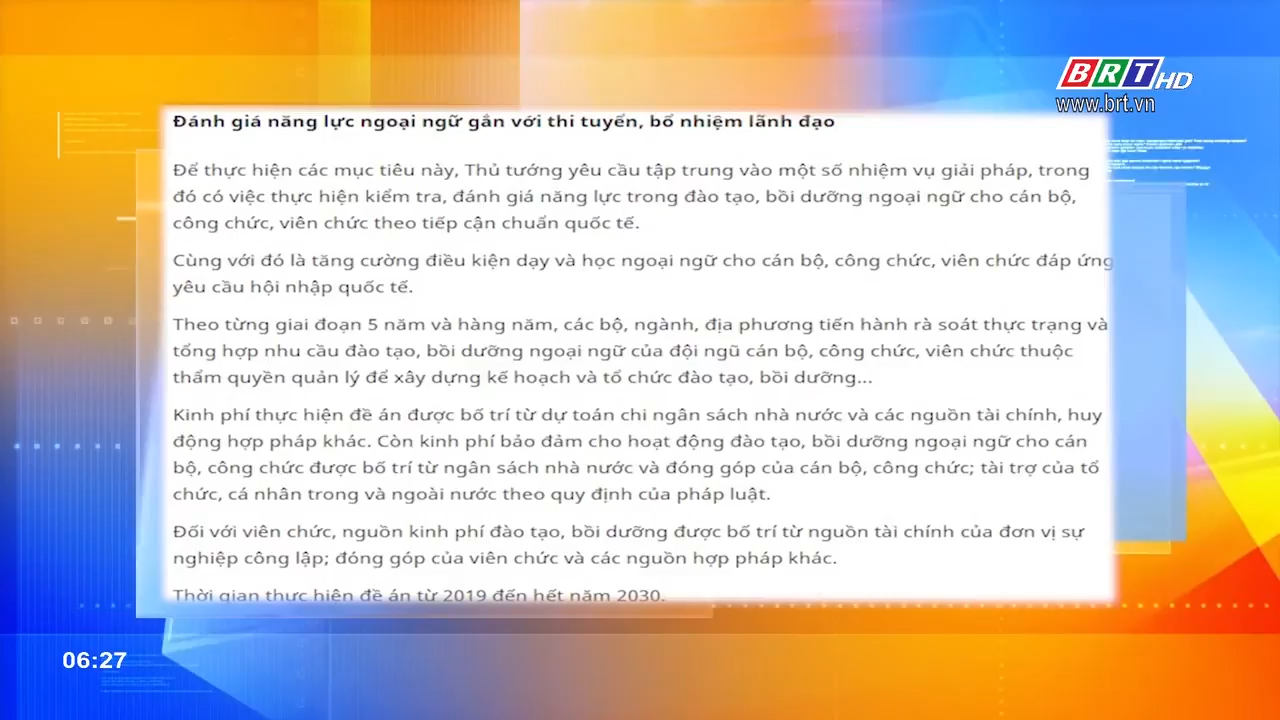 BRTHD
www.brt.vn
Đánh giá năng lực ngoại ngữ gắn với thi tuyển, bổ nhiệm lãnh đạo
Để thực hiện các mục tiêu này, Thủ tướng yêu cầu tập trung vào một số nhiệm vụ giải pháp, trong
đó có việc thực hiện kiểm tra, đánh giá năng lực trong đào tạo, bồi dưỡng ngoại ngữ cho cán bộ,
công chức, viên chức theo tiếp cận chuẩn quốc tế.
Cùng với đó là tăng cường điều kiện dạy và học ngoại ngữ cho cán bộ, công chức, viên chức đáp ứng
yêu cầu hội nhập quốc tế.
Theo từng giai đoạn 5 năm và hàng năm, các bộ, ngành, địa phương tiến hành rà soát thực trạng và
tổng hợp nhu cầu đào tạo, bồi dưỡng ngoại ngữ của đội ngũ cán bộ, công chức, viên chức thuộc
thẩm quyền quản lý để xây dựng kế hoạch và tổ chức đào tạo, bồi dưỡng...
Kinh phí thực hiện đề án được bố trí từ dự toán chi ngân sách nhà nước và các nguồn tài chính, huy
động hợp pháp khác. Còn kinh phí bảo đảm cho hoạt động đào tạo, bồi dưỡng ngoại ngữ cho cán
bộ, công chức được bố trí từ ngân sách nhà nước và đóng góp của cán bộ, công chức; tài trợ của tổ
chức, cá nhân trong và ngoài nước theo quy định của pháp luật.
Đối với viên chức, nguồn kinh phí đào tạo, bồi dưỡng được bố trí từ nguồn tài chính của đơn vị sự
nghiệp công lập; đóng góp của viên chức và các nguồn hợp pháp khác.
Thời gian thực hiện đề án từ 2019 đến hết năm 2030.
06:27